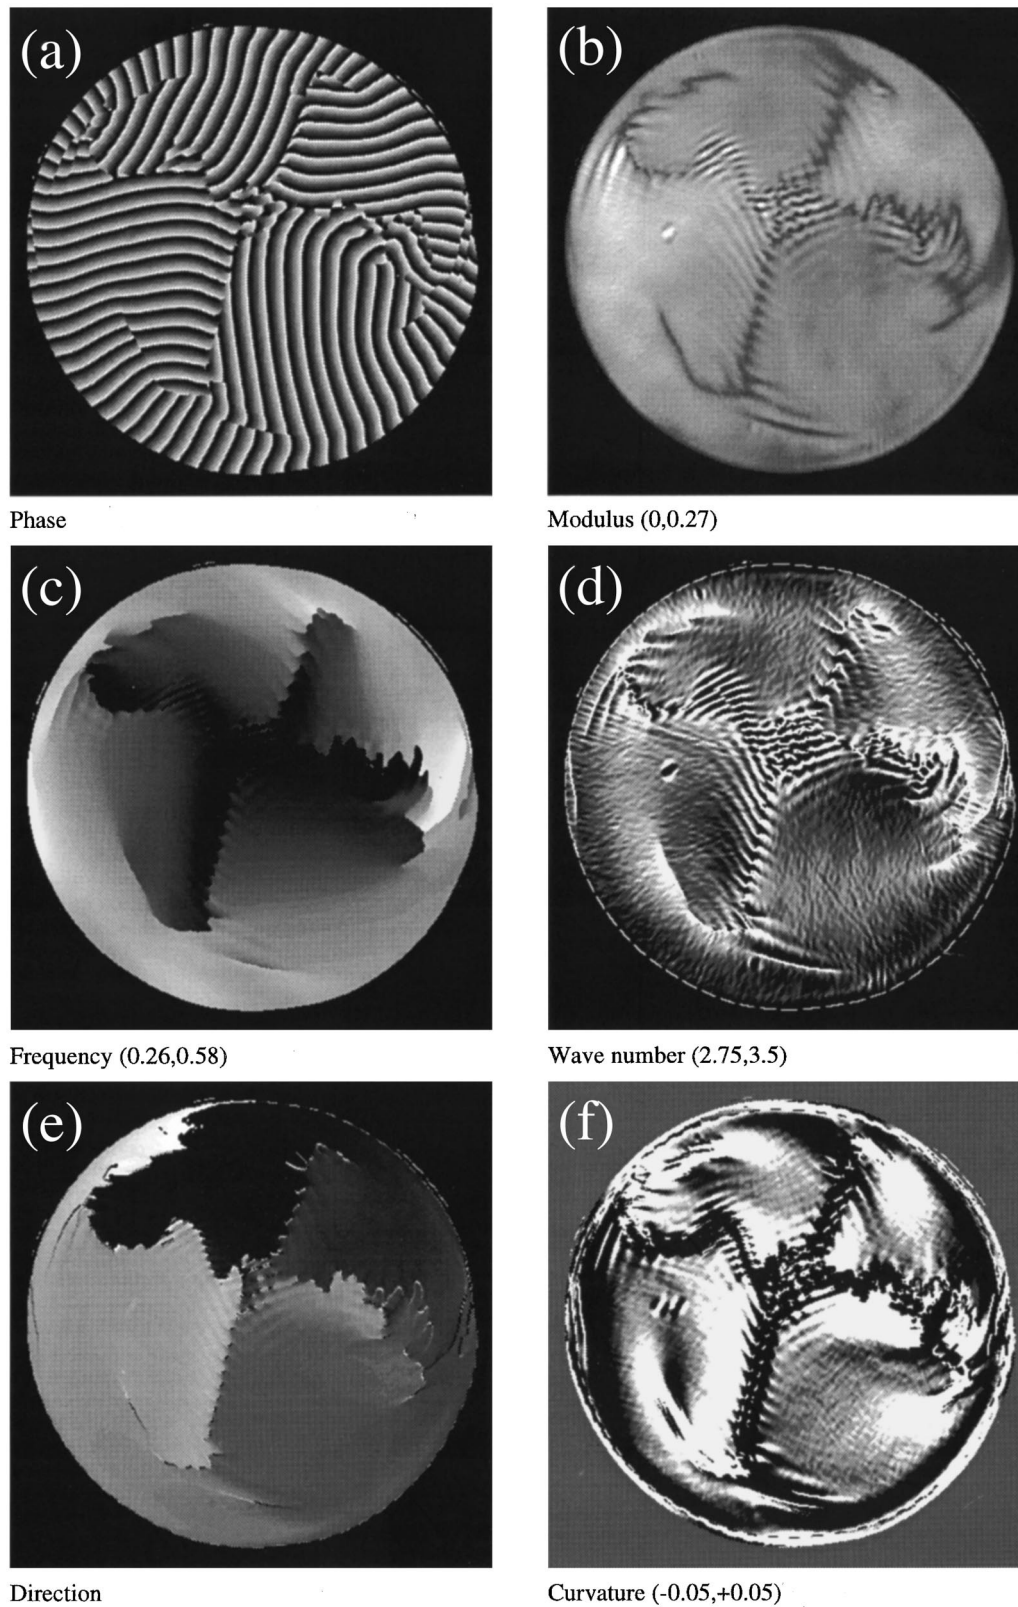 (a)
(b)
Phase
Modulus (0,0.27)
(c)
(d)
Frequency (0.26,0.58)
Wave number (2.75,3.5)
(e)
(f)
Direction
Curvature (-0.05,+0.05)